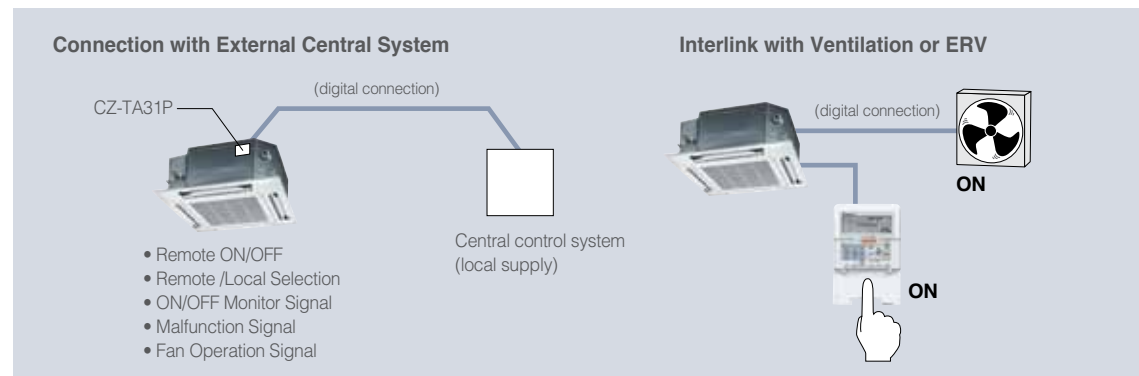 Connection with External Central System
CZ-TA31P
(digital connection)
Central control system
(local supply)
• Remote ON/OFF
• Remote /Local Selection
• ON/OFF Monitor Signal
• Malfunction Signal
• Fan Operation Signal
Interlink with Ventilation or ERV
(digital connection)
ON
ON